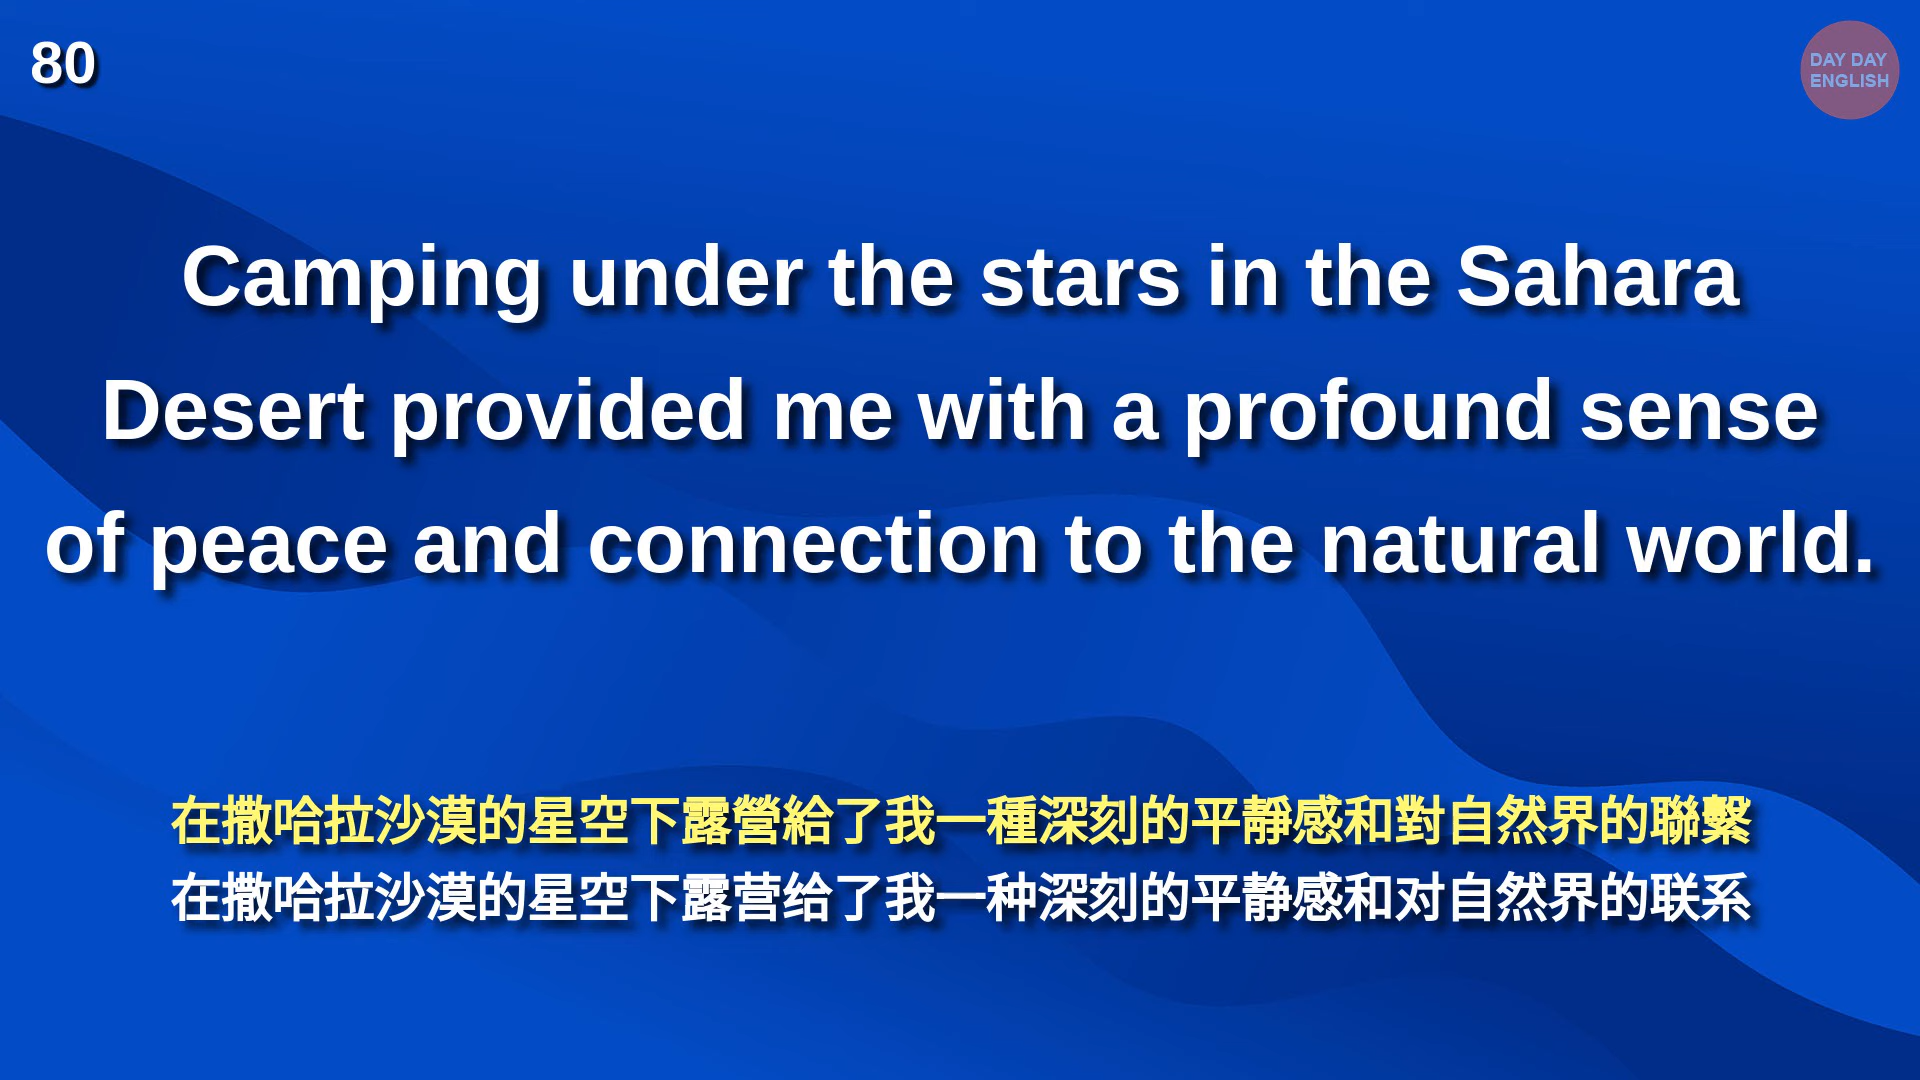 80
DAY DAY
ENGLISH
Camping under the stars in the Sahara
Desert provided me with a profound sense
of peace and connection to the natural world.
在撒哈拉沙漠的星空下露營給了我一種深刻的平靜感和對自然界的聯繫
在撒哈拉沙漠的星空下露营给了我一种深刻的平静感和对自然界的联系